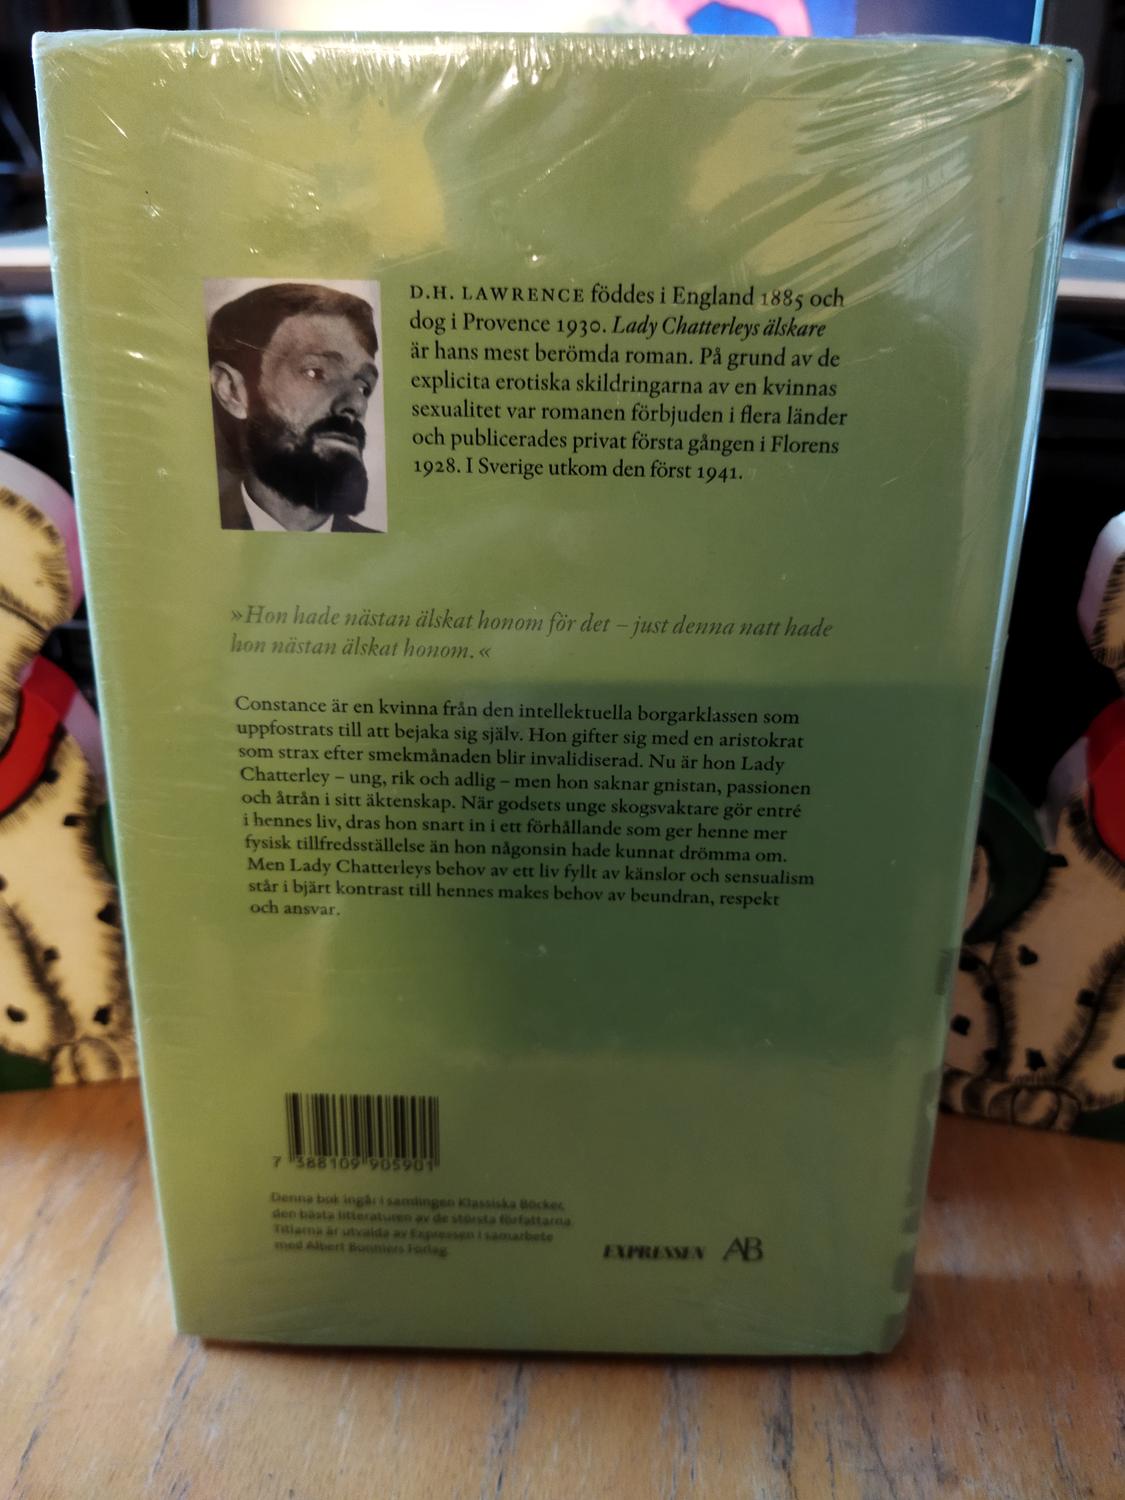 D.H. LAWRENCE föddes i England 1885 och
dog i Provence 1930. Lady Chatterleys älskare
är hans mest berömda roman. På grund av de
explicita erotiska skildringarna av en kvinnas
sexualitet var romanen förbjuden i flera länder
och publicerades privat första gången i Florens
1928. I Sverige utkom den först 1941.
»Hon hade nästan älskat honom för det – just denna natt hade
hon nästan älskat honom.«
Constance är en kvinna från den intellektuella borgarklassen som
uppfostrats till att bejaka sig själv. Hon gifter sig med en aristokrat
som strax efter smekmånaden blir invalidiserad. Nu är hon Lady
Chatterley – ung, rik och adlig – men hon saknar gnistan, passionen
och åtrån i sitt äktenskap. När godsets unge skogsvaktare gör entré
i hennes liv, dras hon snart in i ett förhållande som ger henne mer
fysisk tillfredsställelse än hon någonsin hade kunnat drömma om.
Men Lady Chatterleys behov av ett liv fyllt av känslor och sensualism
står i bjärt kontrast till hennes makes behov av beundran, respekt
och ansvar.
7 388109 905901
Denna bok ingår i samlingen Klassiska Böcker,
den bästa litteraturen av de största författarna.
Titlarna är utvalda av Expressen i samarbete
med Albert Bonniers Förlag.
EXPRESSEN AB